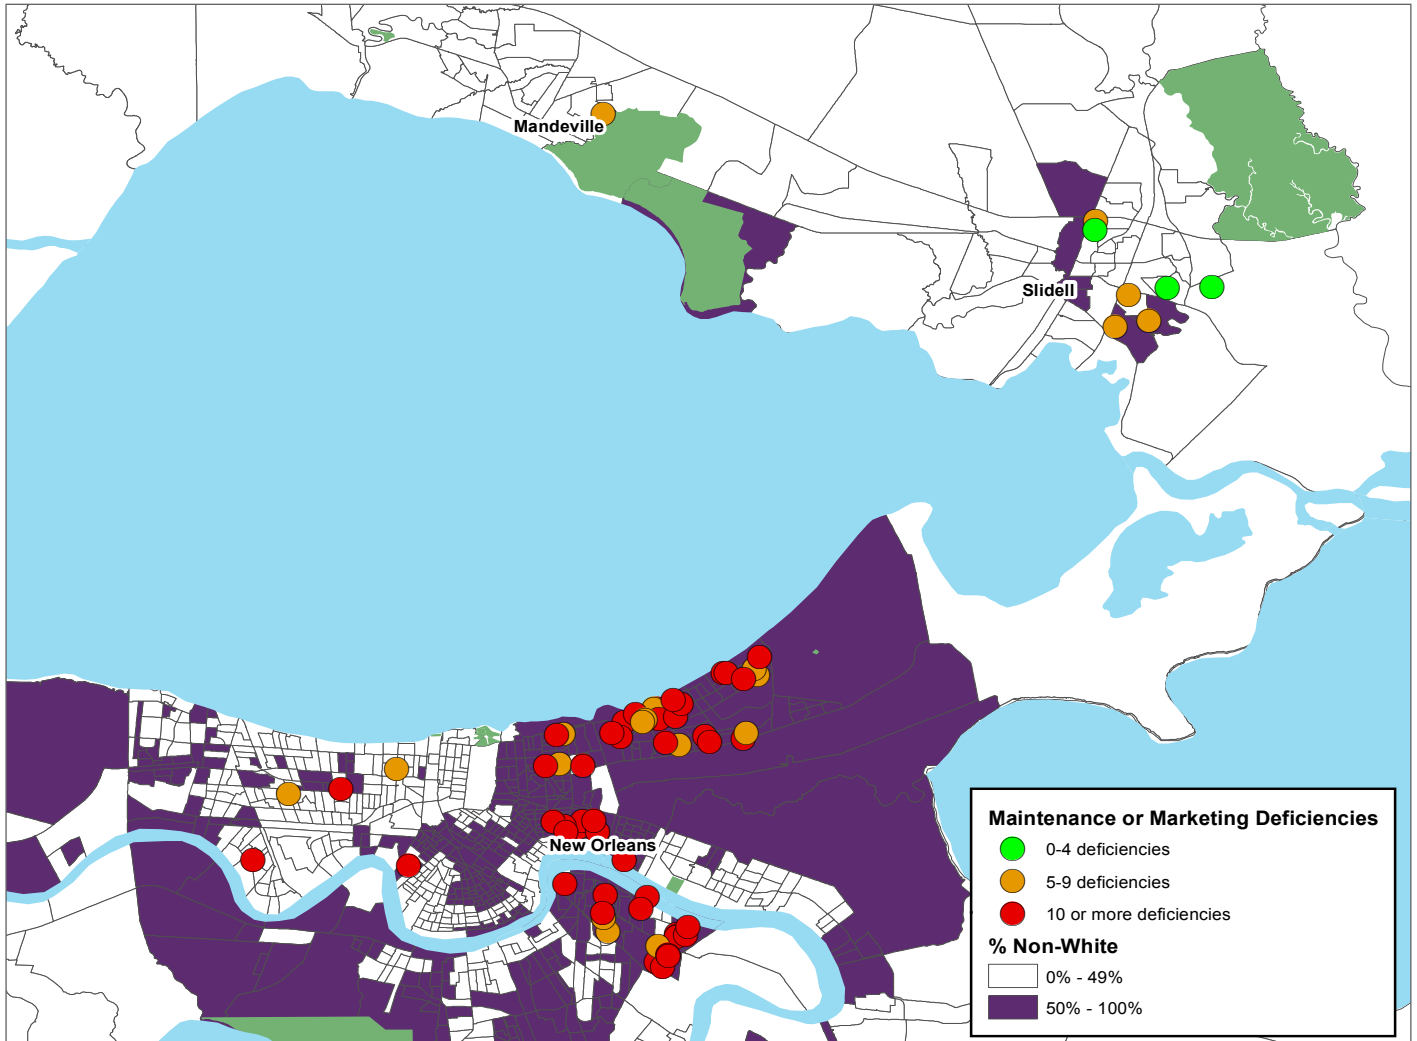 Mandeville
Slidell
New Orleans
Maintenance or Marketing Deficiencies
0-4 deficiencies
5-9 deficiencies
10 or more deficiencies
% Non-White
0% - 49%
50% - 100%